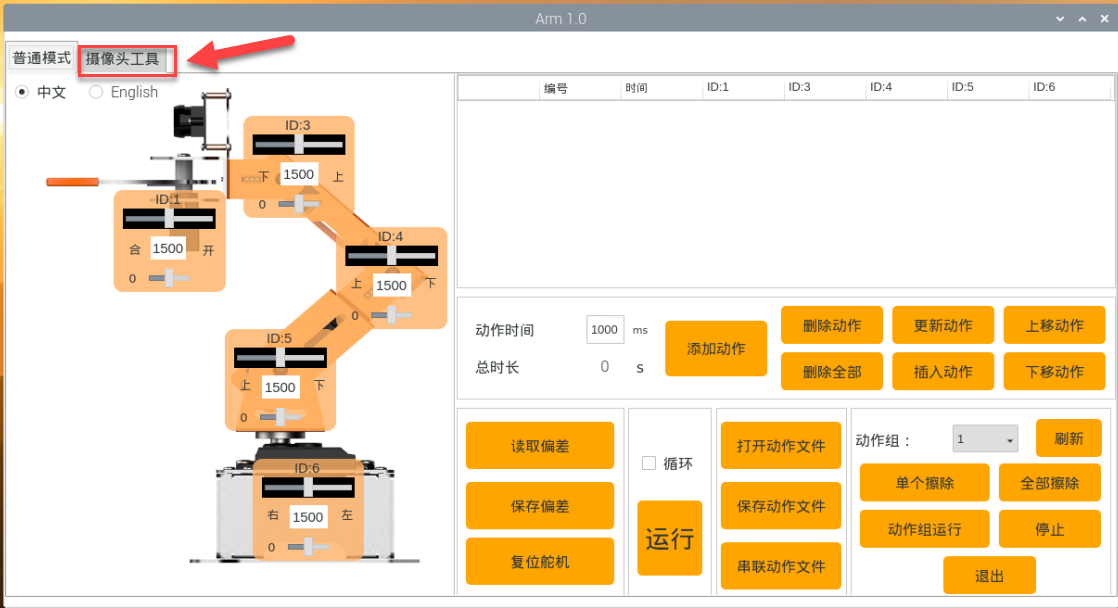 Arm 1.0
普通模式 摄像头工具
中文 English
编号 时间 ID:1 ID:3 ID:4 ID:5 ID:6
ID:3
下 1500 上
0
ID:1
合 1500 开
0
ID:4
上 1500 下
0
ID:5
上 1500 下
0
ID:6
右 1500 左
0
动作时间 1000 ms
总时长 0 s
添加动作
删除动作 更新动作 上移动作
删除全部 插入动作 下移动作
读取偏差
保存偏差
复位舵机
循环
运行
打开动作文件
保存动作文件
串联动作文件
动作组： 1 刷新
单个擦除 全部擦除
动作组运行 停止
退出